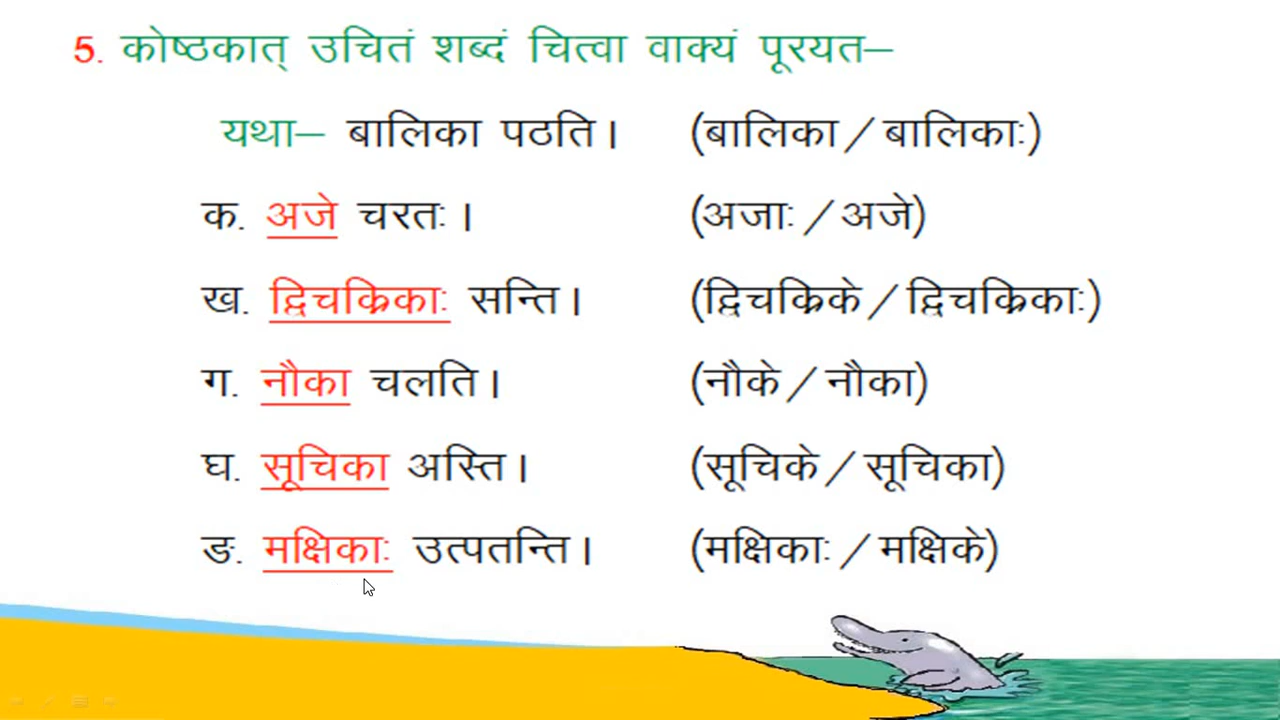 5. कोष्ठकात् उचितं शब्दं चित्वा वाक्यं पूरयत–
यथा– बालिका पठति। (बालिका/बालिकाः)
क. अजे चरतः। (अजाः/अजे)
ख. द्विचक्रिकाः सन्ति। (द्विचक्रिके/द्विचक्रिकाः)
ग. नौका चलति। (नौके/नौका)
घ. सूचिका अस्ति। (सूचिके/सूचिका)
ङ. मक्षिकाः उत्पतन्ति। (मक्षिकाः/मक्षिके)